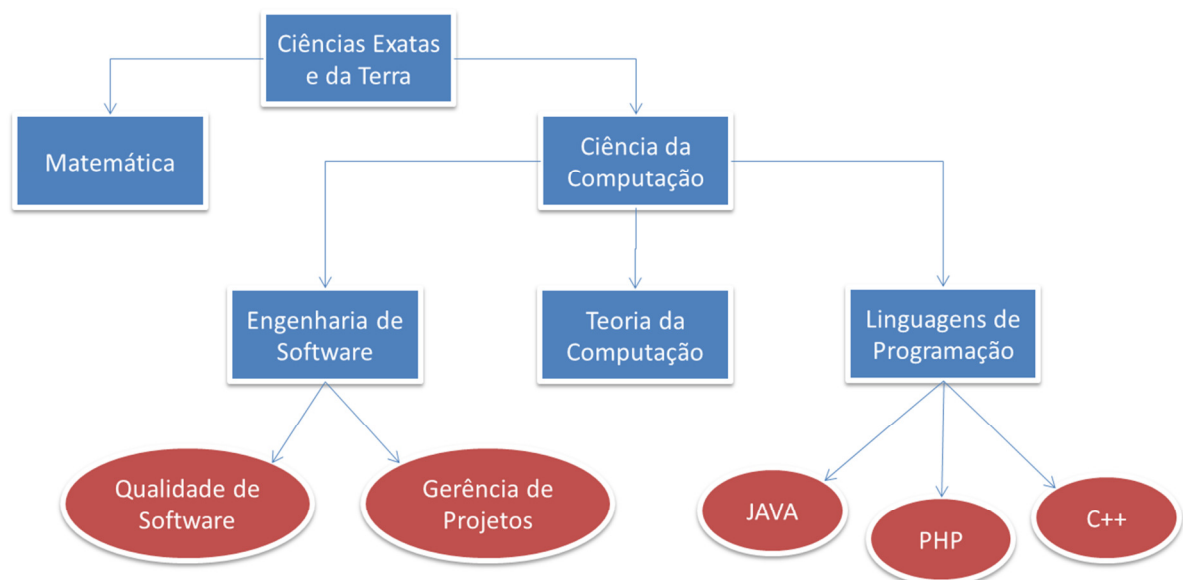 Ciências Exatas
e da Terra
Matemática
Ciência da
Computação
Engenharia de
Software
Teoria da
Computação
Linguagens de
Programação
Qualidade de
Software
Gerência de
Projetos
JAVA
PHP
C++